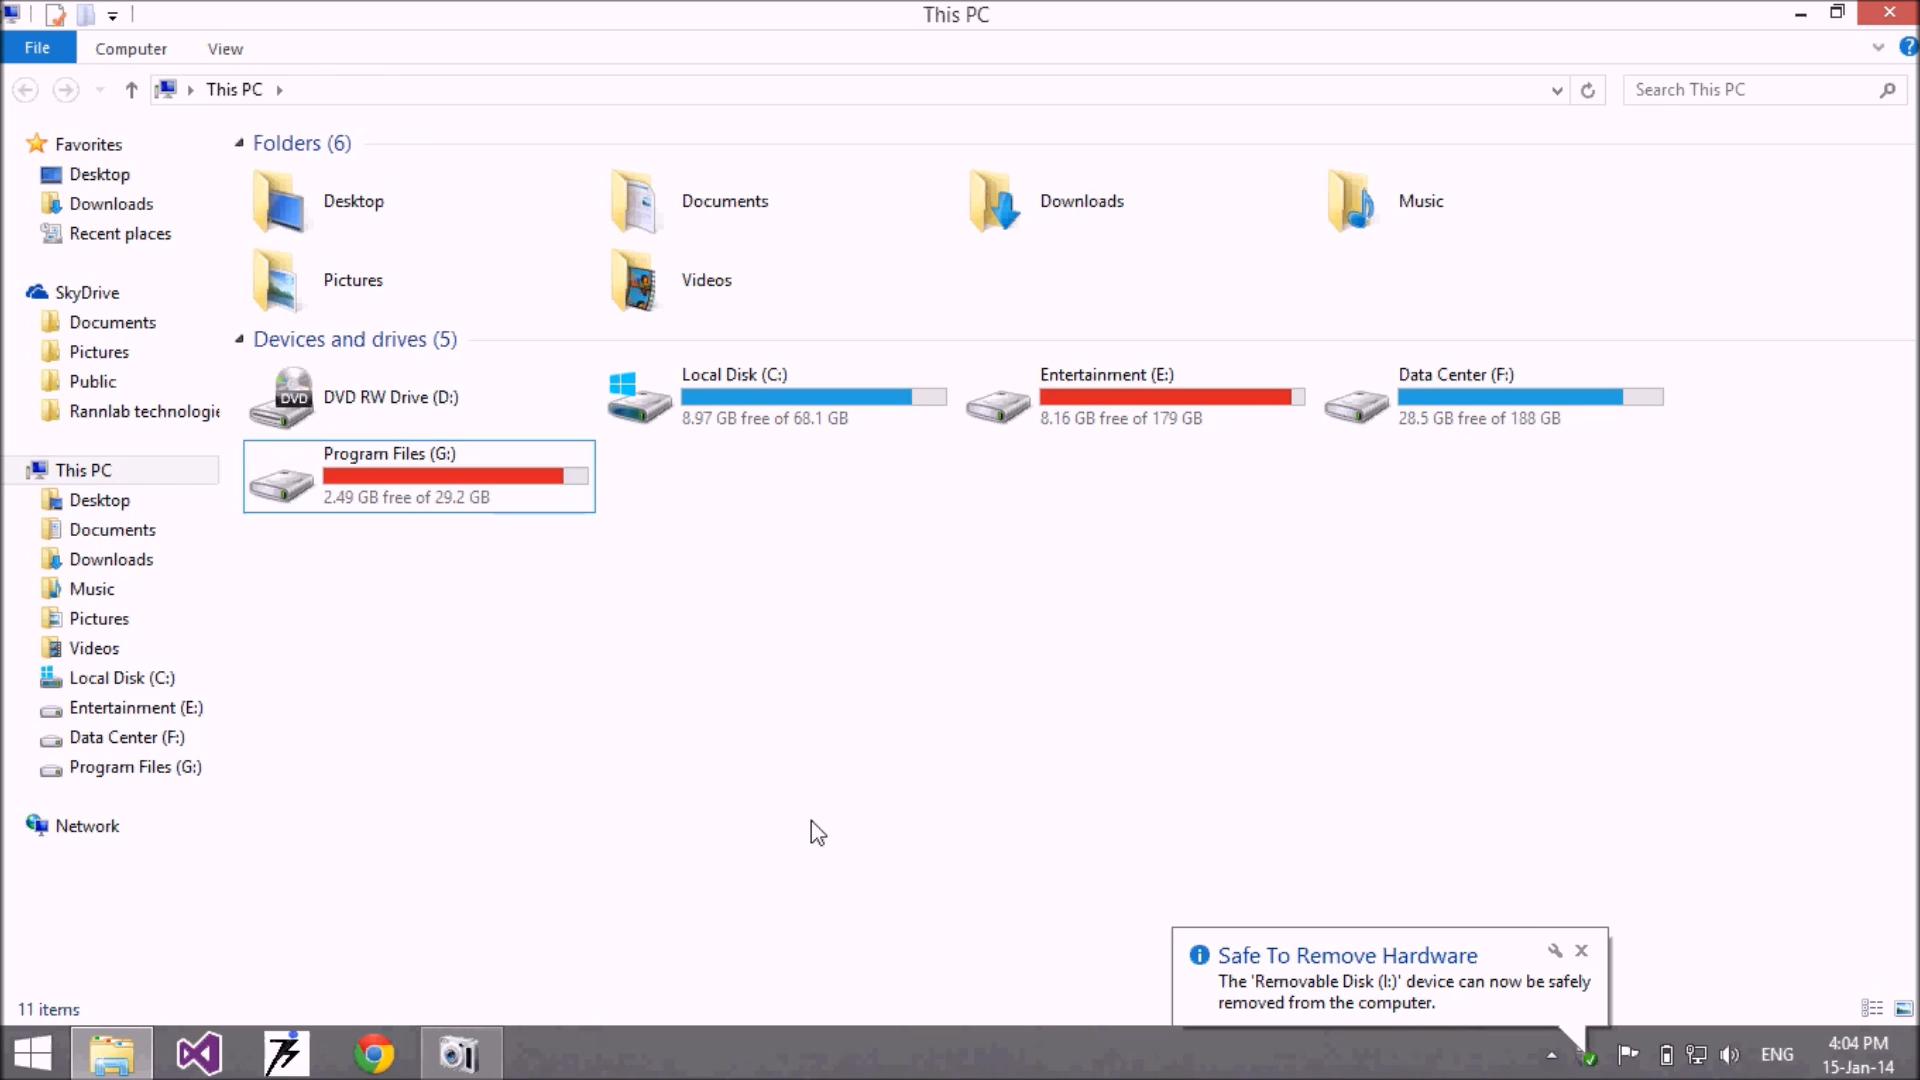 This PC
File
Computer
View
This PC
Search This PC
Favorites
Desktop
Downloads
Recent places
SkyDrive
Documents
Pictures
Public
Rannlab technologie
This PC
Desktop
Documents
Downloads
Music
Pictures
Videos
Local Disk (C:)
Entertainment (E:)
Data Center (F:)
Program Files (G:)
Network
Folders (6)
Desktop
Documents
Downloads
Music
Pictures
Videos
Devices and drives (5)
DVD
DVD RW Drive (D:)
Local Disk (C:)
8.97 GB free of 68.1 GB
Entertainment (E:)
8.16 GB free of 179 GB
Data Center (F:)
28.5 GB free of 188 GB
Program Files (G:)
2.49 GB free of 29.2 GB
Safe To Remove Hardware
The 'Removable Disk (I:)' device can now be safely
removed from the computer.
11 items
ENG
4:04 PM
15-Jan-14